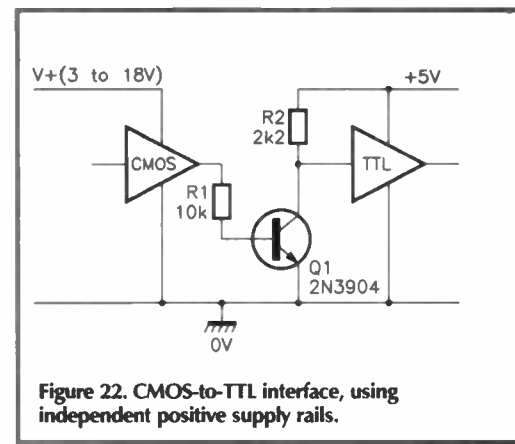 V+(3 to 18V)
+5V
R2
2k2
CMOS
TTL
R1
10k
Q1
2N3904
0V
Figure 22. CMOS-to-TTL interface, using
independent positive supply rails.